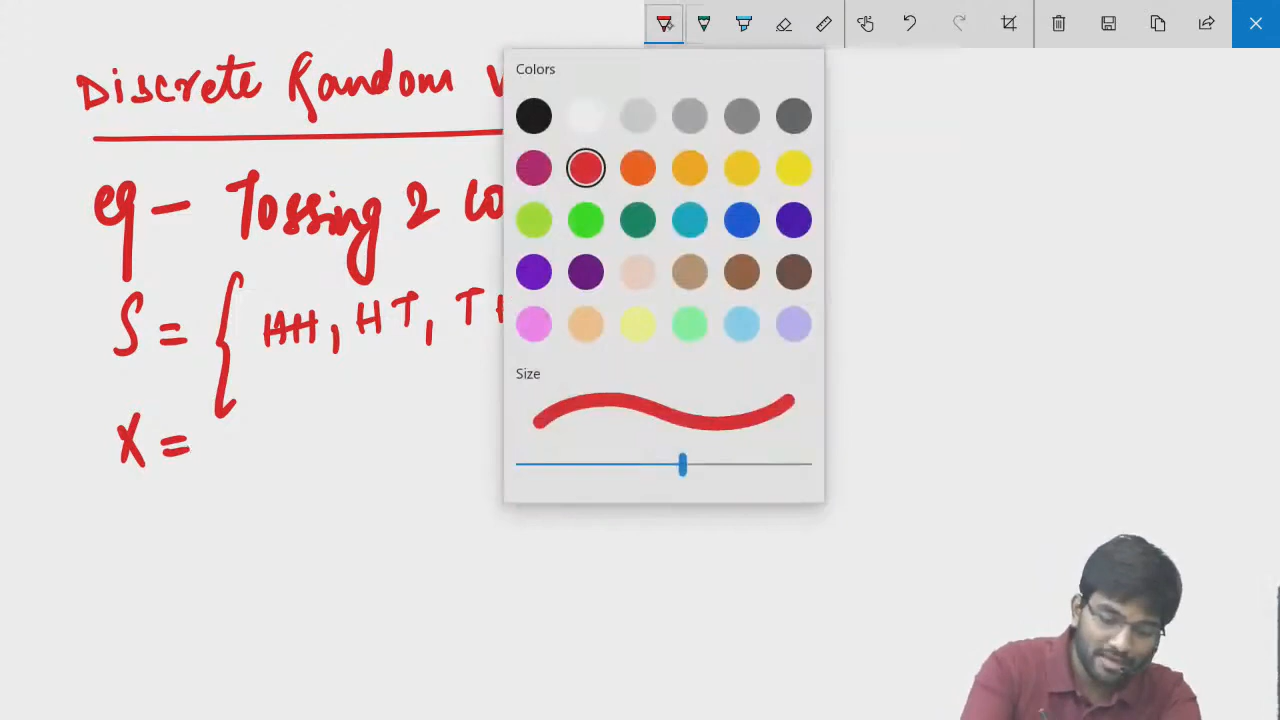 Colors
Discrete Random V
eg - Tossing 2 Co
S = { HH, HT, T
Size
X =